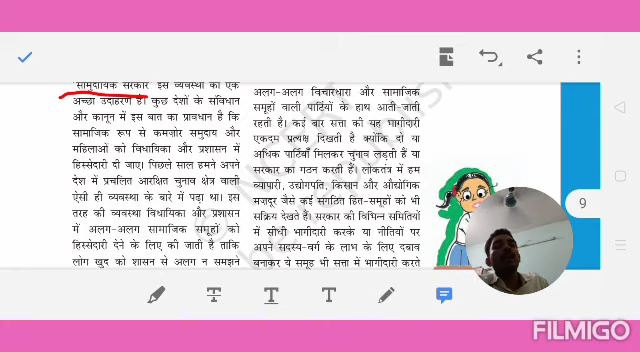 'सामुदायिक सरकार' इस व्यवस्था का एक
अच्छा उदाहरण है। कुछ देशों के संविधान
और कानून में इस बात का प्रावधान है कि
सामाजिक रूप से कमज़ोर समुदाय और
महिलाओं को विधायिका और प्रशासन में
हिस्सेदारी दी जाए। पिछले साल हमने अपने
देश में प्रचलित आरक्षित चुनाव क्षेत्र वाली
ऐसी ही व्यवस्था के बारे में पढ़ा था। इस
तरह की व्यवस्था विधायिका और प्रशासन
में अलग-अलग सामाजिक समूहों को
हिस्सेदारी देने के लिए की जाती है ताकि
लोग खुद को शासन से अलग न समझने
अलग-अलग विचारधारा और सामाजिक
समूहों वाली पार्टियों के हाथ आती-जाती
रहती है। कई बार सत्ता की यह भागीदारी
एकदम प्रत्यक्ष दिखती है क्योंकि दो या
अधिक पार्टियाँ मिलकर चुनाव लड़ती हैं या
सरकार का गठन करती हैं। लोकतंत्र में हम
व्यापारी, उद्योगपति, किसान और औद्योगिक
मज़दूर जैसे कई संगठित हित-समूहों को भी
सक्रिय देखते हैं। सरकार की विभिन्न समितियों
में सीधी भागीदारी करके या नीतियों पर
अपने सदस्य-वर्ग के लाभ के लिए दबाव
बनाकर ये समूह भी सत्ता में भागीदारी करते
9
T T T
FILMIGO